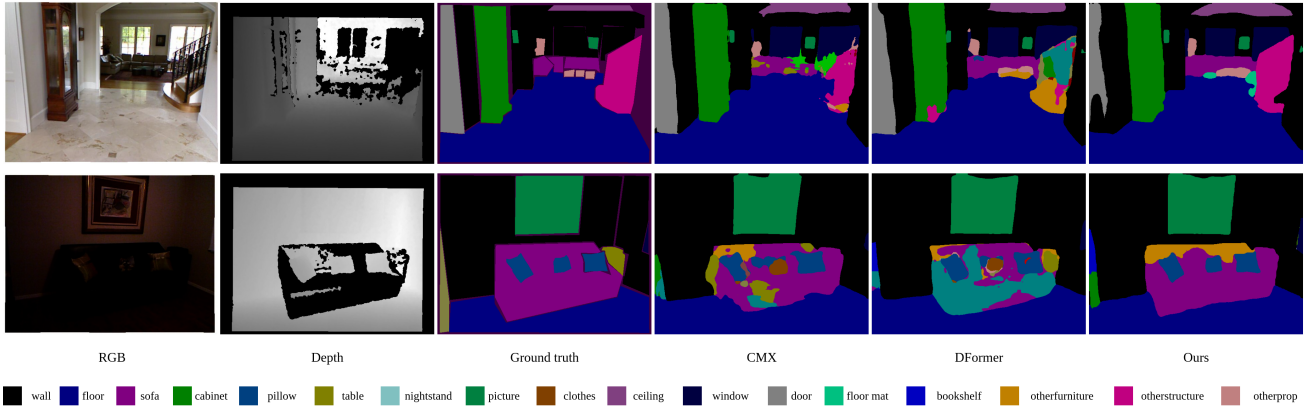 RGB Depth Ground truth CMX DFormer Ours
wall floor sofa cabinet pillow table nightstand picture clothes ceiling window door floor mat bookshelf otherfurniture otherstructure otherprop